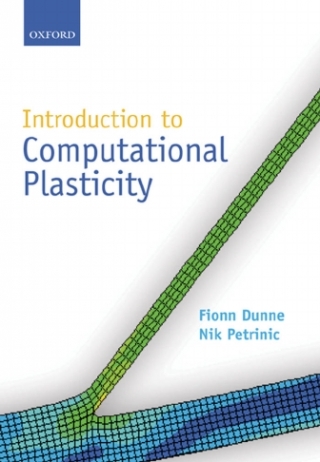 OXFORD
Introduction to
Computational
Plasticity
Fionn Dunne
Nik Petrinic